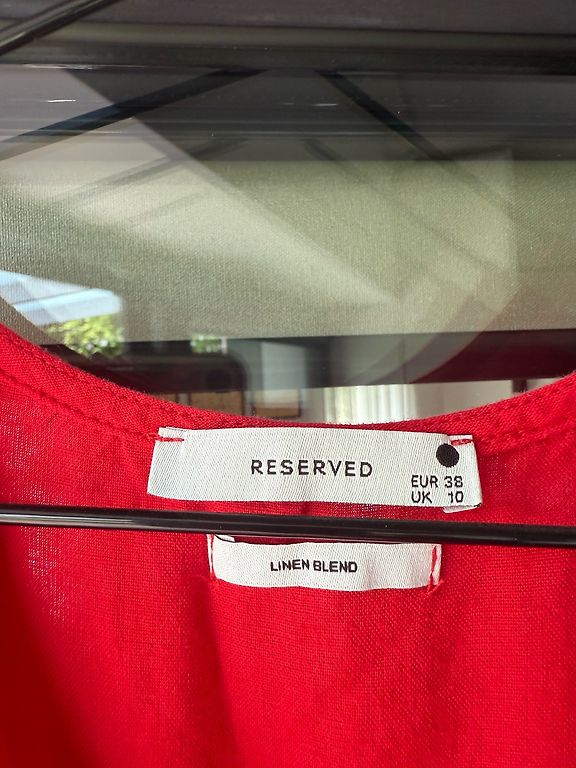 RESERVED
EUR 38
UK 10
LINEN BLEND